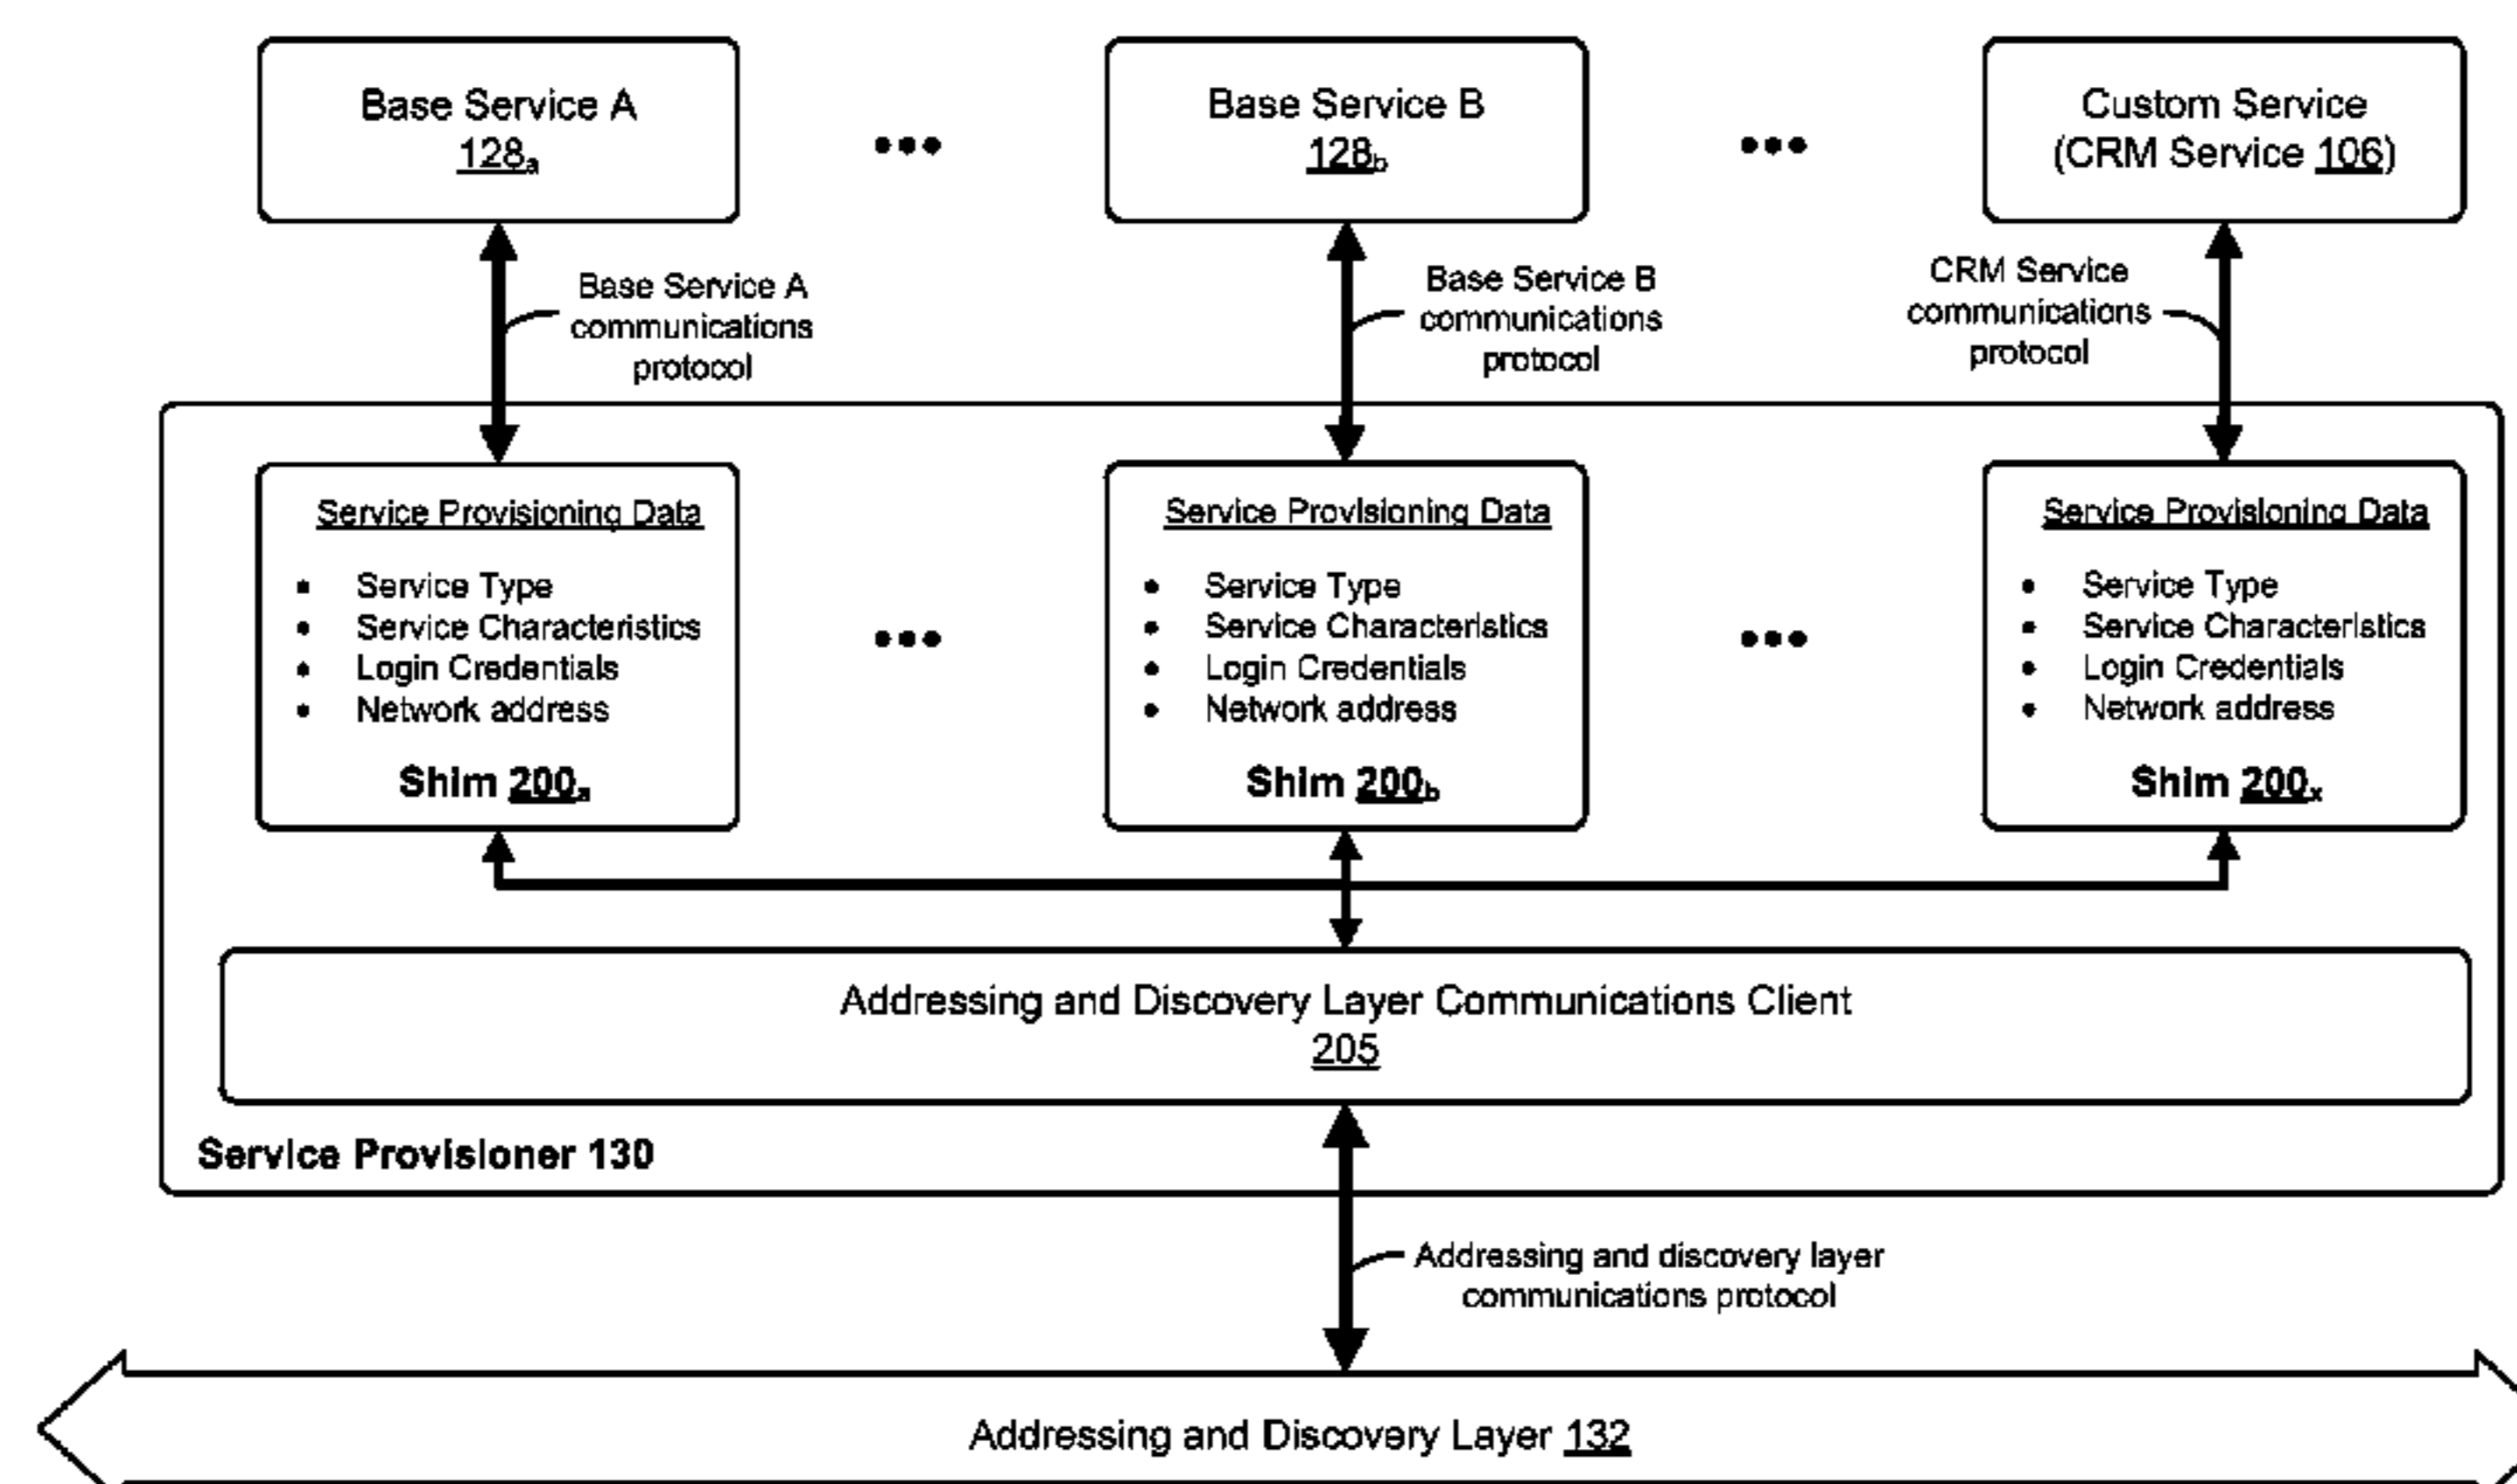 Base Service A
128a
•••
Base Service B
128b
•••
Custom Service
(CRM Service 106)
Base Service A
communications
protocol
Base Service B
communications
protocol
CRM Service
communications
protocol
Service Provisioning Data
• Service Type
• Service Characteristics
• Login Credentials
• Network address
Shim 200a
•••
Service Provisioning Data
• Service Type
• Service Characteristics
• Login Credentials
• Network address
Shim 200b
•••
Service Provisioning Data
• Service Type
• Service Characteristics
• Login Credentials
• Network address
Shim 200x
Addressing and Discovery Layer Communications Client
205
Service Provisioner 130
Addressing and discovery layer
communications protocol
Addressing and Discovery Layer 132